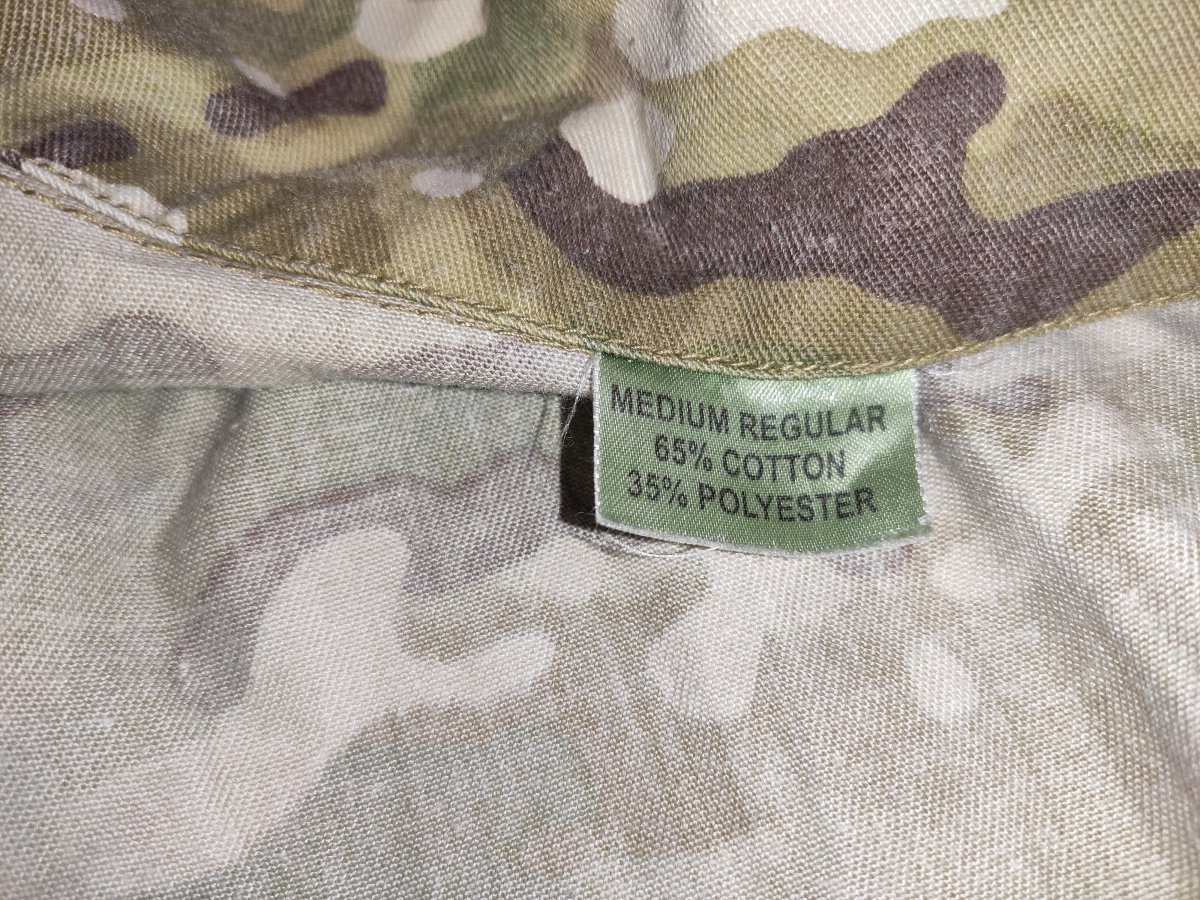 MEDIUM REGULAR
65% COTTON
35% POLYESTER